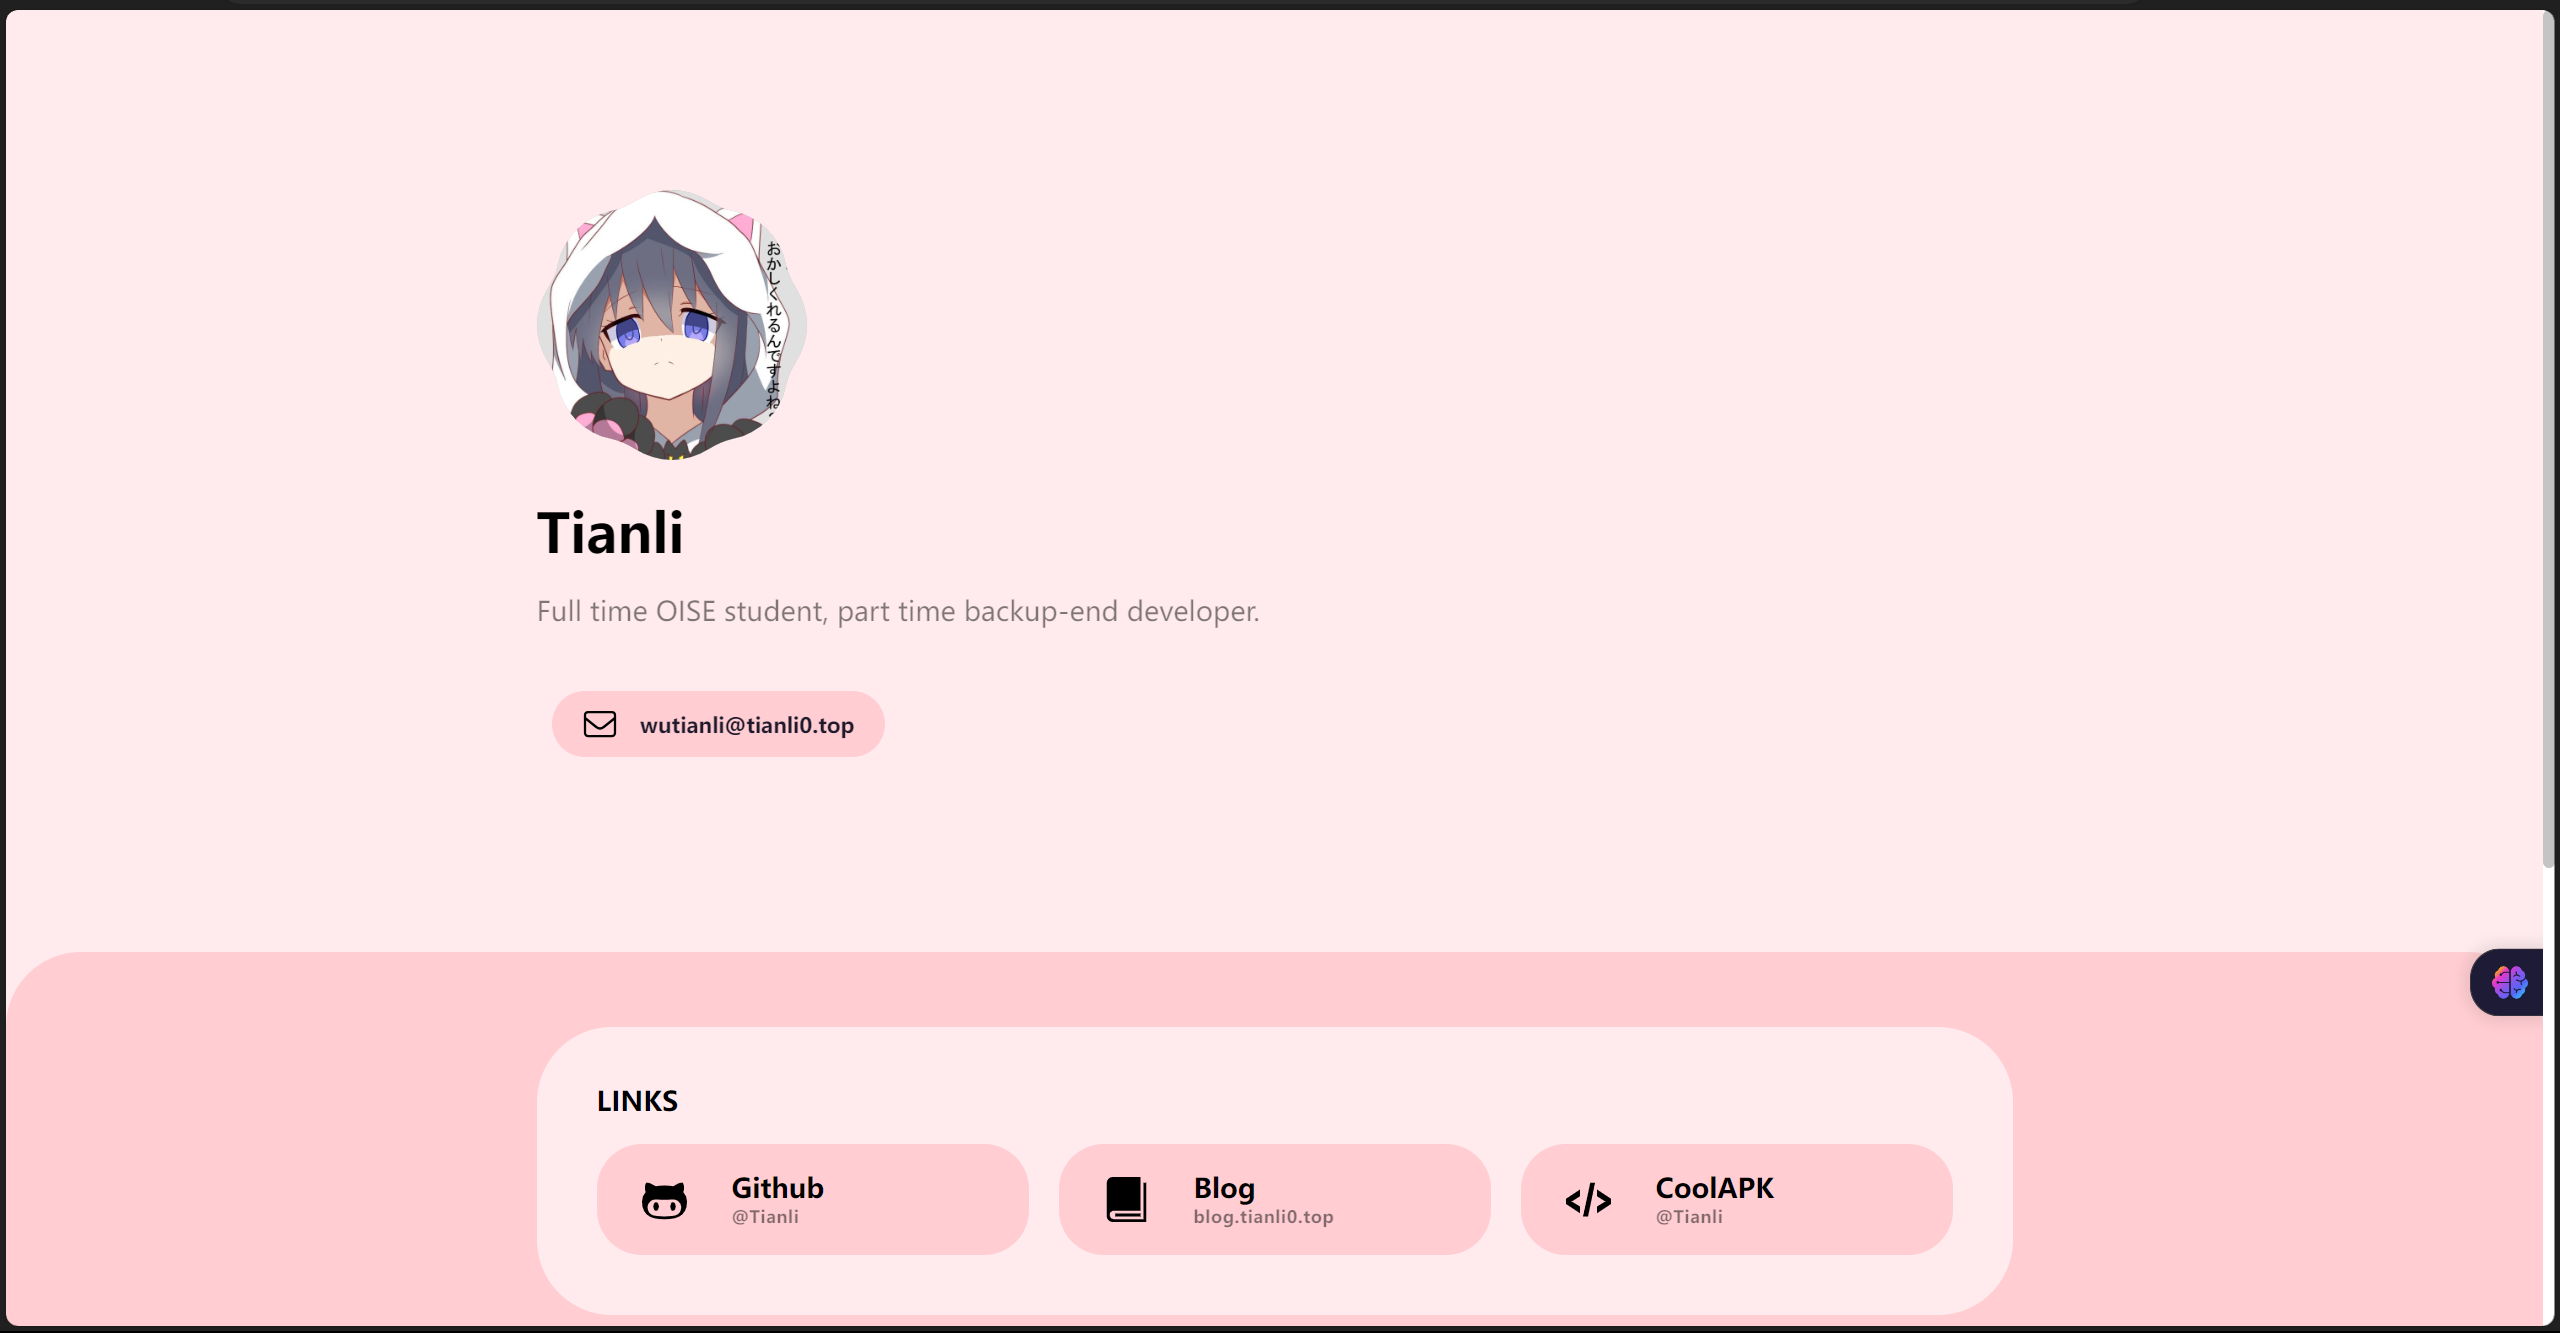 おかしくれるんですよね
Tianli
Full time OISE student, part time backup-end developer.
wutianli@tianli0.top
LINKS
Github
@Tianli
Blog
blog.tianli0.top
CoolAPK
@Tianli